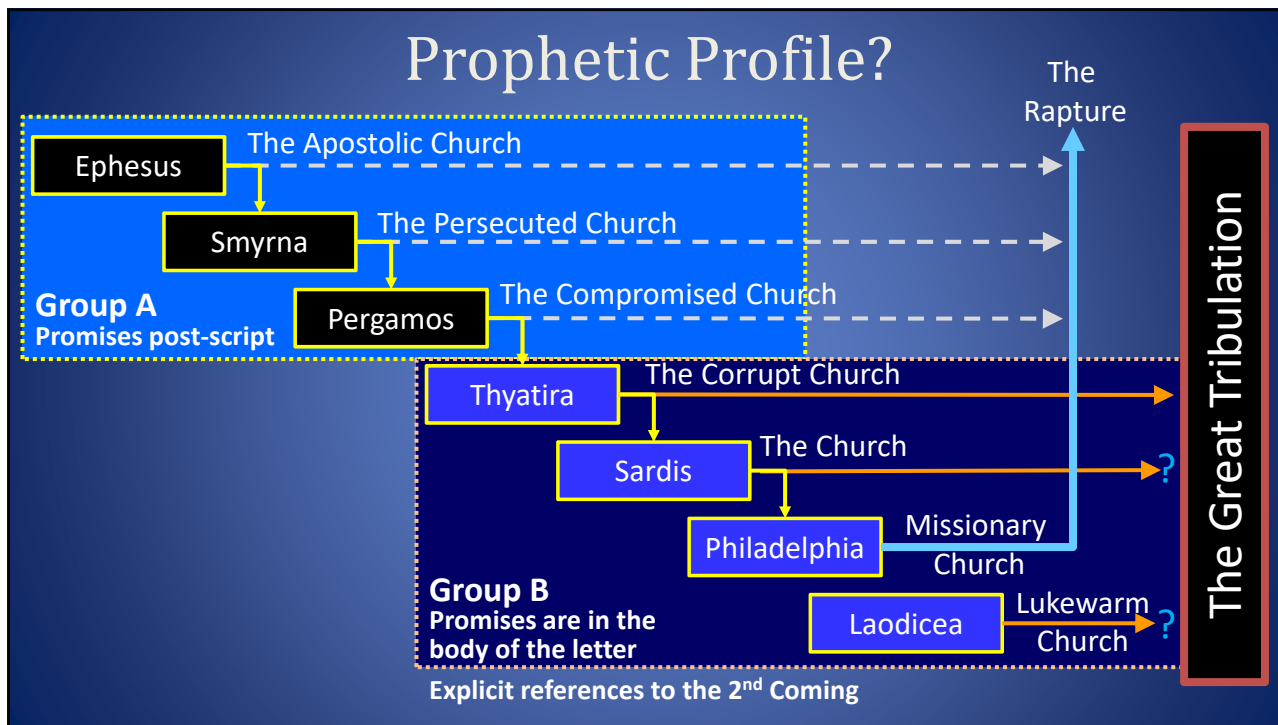 Prophetic Profile?
The
Rapture
The Apostolic Church
Ephesus
The Persecuted Church
Smyrna
The Compromised Church
Group A
Pergamos
Promises post-script
The Corrupt Church
Thyatira
The Church
Sardis
?
Missionary
Philadelphia
Church
Group B
Promises are in the
body of the letter
Lukewarm
Laodicea
?
Church
Explicit references to the 2nd Coming
The Great Tribulation